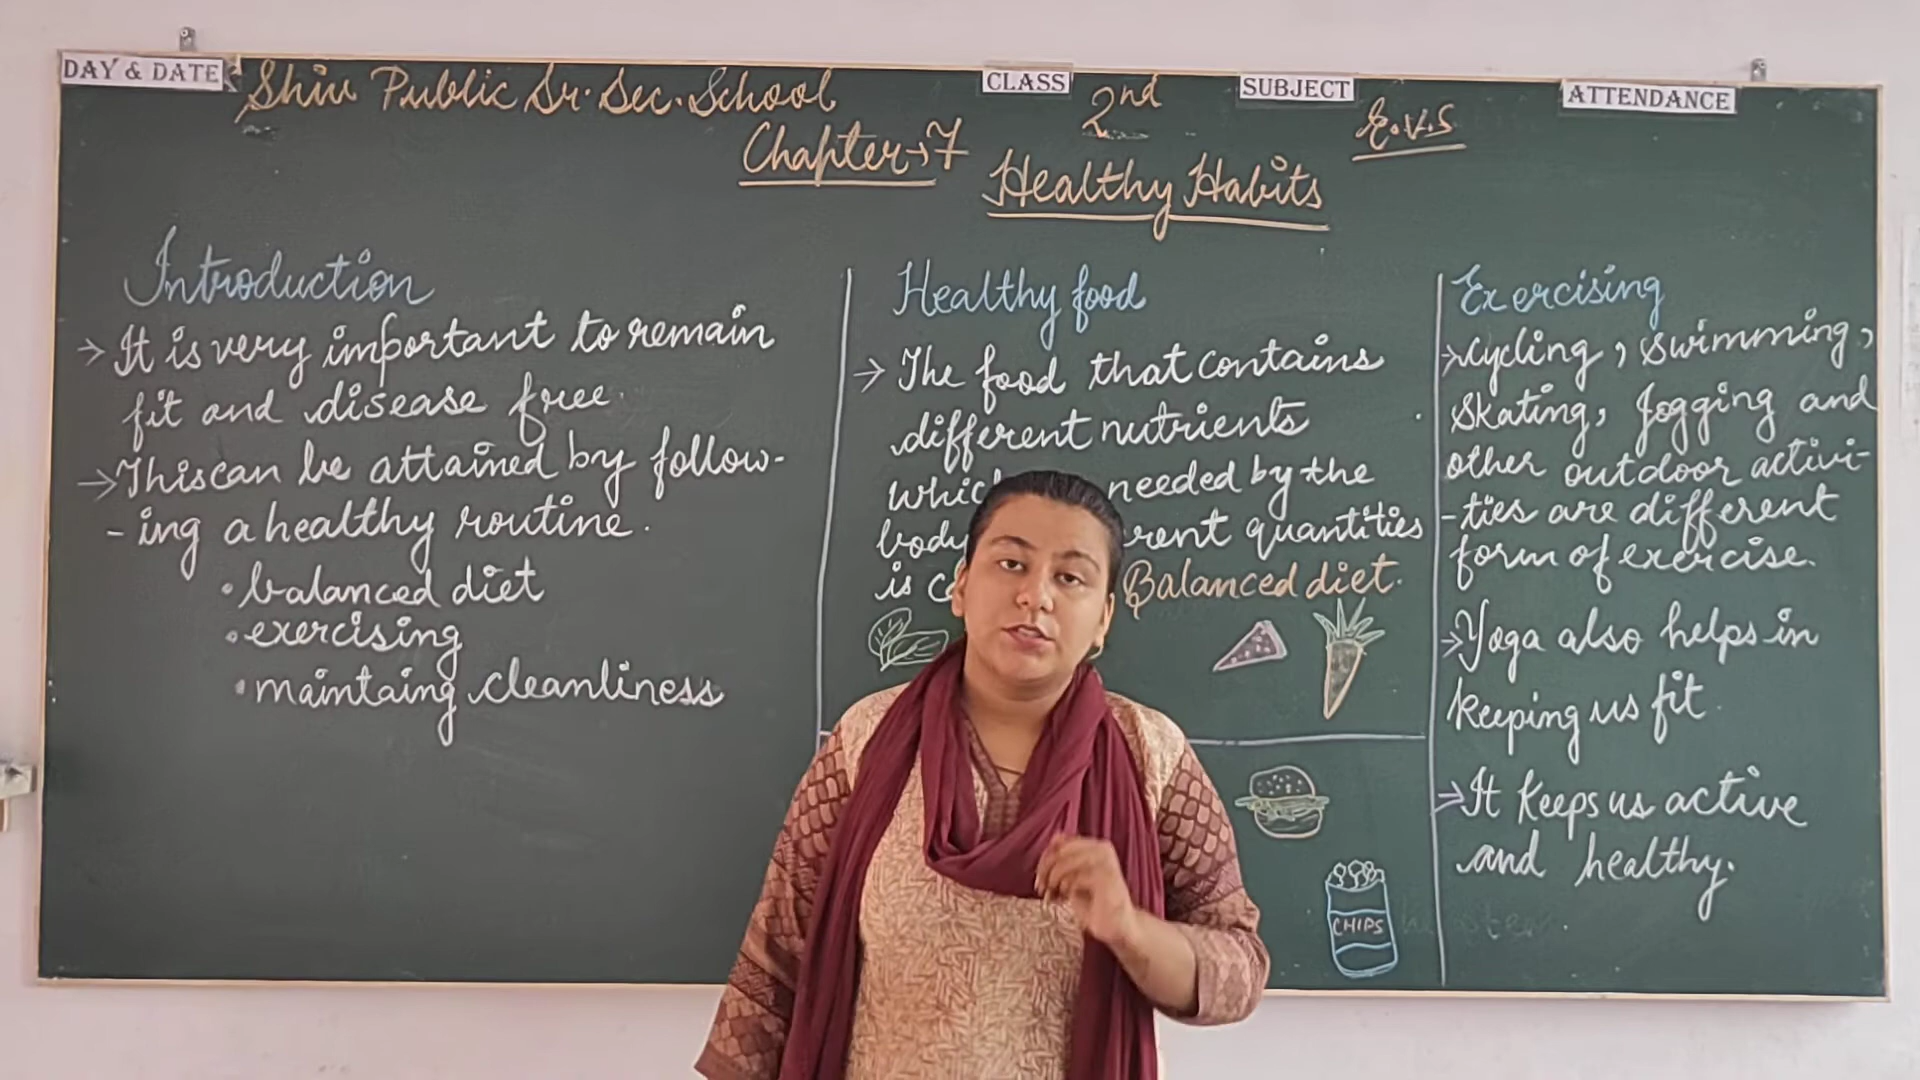 DAY & DATE
Shiv Public Sr. Sec. School
CLASS
2nd
SUBJECT
E.V.S
ATTENDANCE
Chapter→7
Healthy Habits
Introduction
→ It is very important to remain
fit and disease free.
→ This can be attained by follow-
- ing a healthy routine.
• balanced diet
• exercising
• maintaing cleanliness
Healthy food
→ The food that contains
different nutrients
needed by the
body quantities
is Balanced diet.
CHIPS
Exercising
→ cycling, swimming,
Skating, Jogging and
other outdoor activi-
-ties are different
form of exercise.
→ Yoga also helps in
keeping us fit
→ It keeps us active
and healthy.